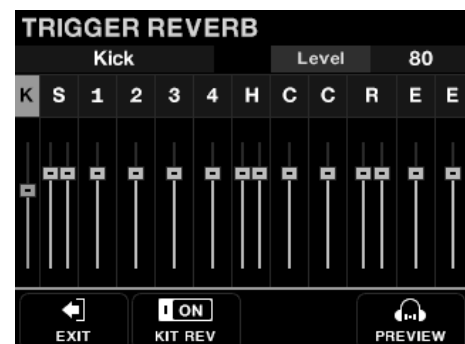 TRIGGER REVERB
Kick Level 80
K S 1 2 3 4 H C C R E E
ON
EXIT KIT REV PREVIEW